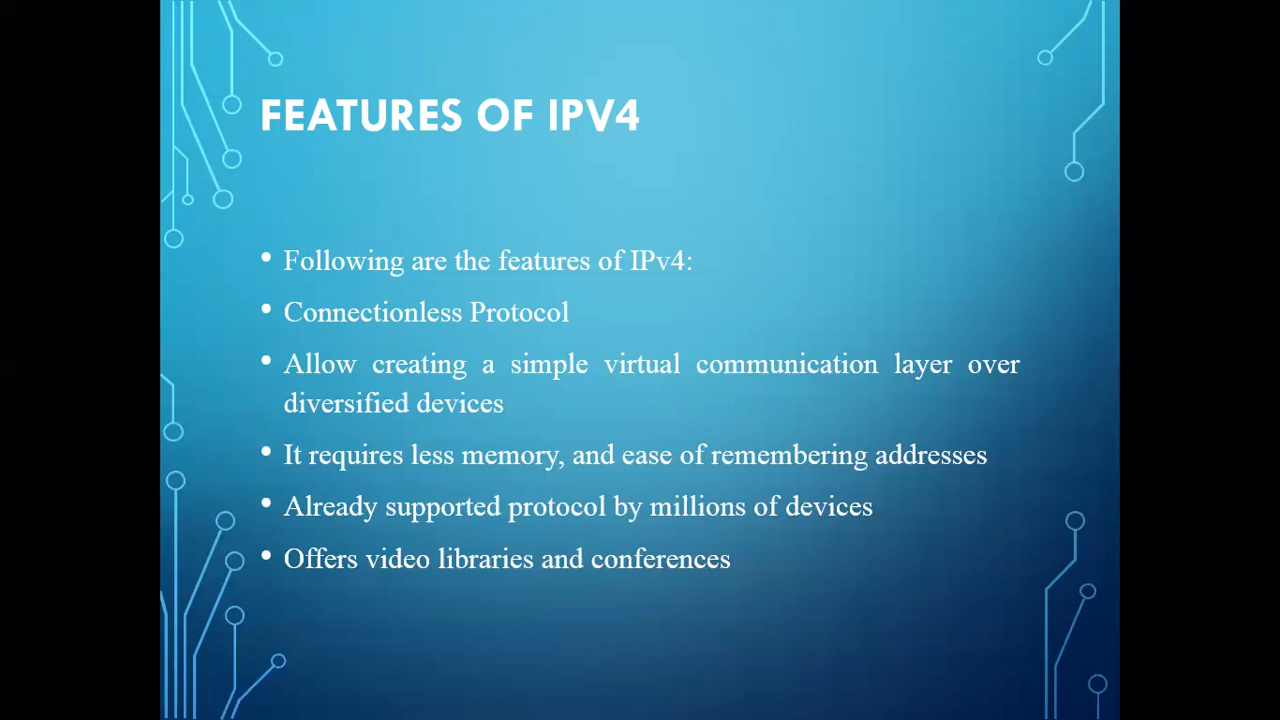 FEATURES OF IPV4
• Following are the features of IPv4:
• Connectionless Protocol
• Allow creating a simple virtual communication layer over
diversified devices
• It requires less memory, and ease of remembering addresses
• Already supported protocol by millions of devices
• Offers video libraries and conferences